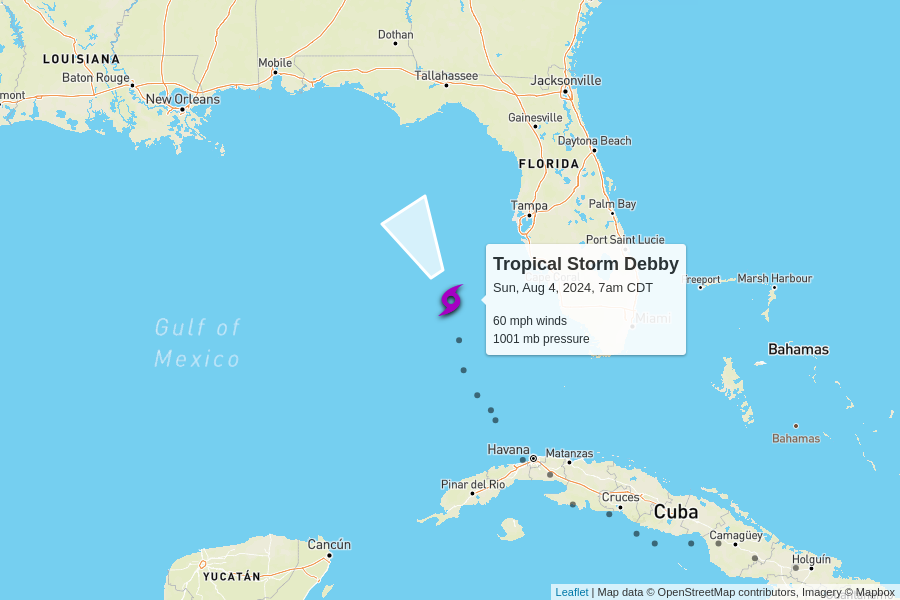 Dothan
LOUISIANA
Mobile
Baton Rouge
Tallahassee
Jacksonville
mont
New Orleans
Gainesville
Daytona Beach
FLORIDA
Tampa
Palm Bay
Port Saint Lucie
Tropical Storm Debby
Sun, Aug 4, 2024, 7am CDT
60 mph winds
1001 mb pressure
Freeport
Marsh Harbour
Miami
Gulf of
Mexico
Bahamas
Bahamas
Havana
Matanzas
Pinar del Rio
Cruces
Cuba
Camagüey
Cancún
Holguín
YUCATÁN
Leaflet | Map data © OpenStreetMap contributors, Imagery © Mapbox